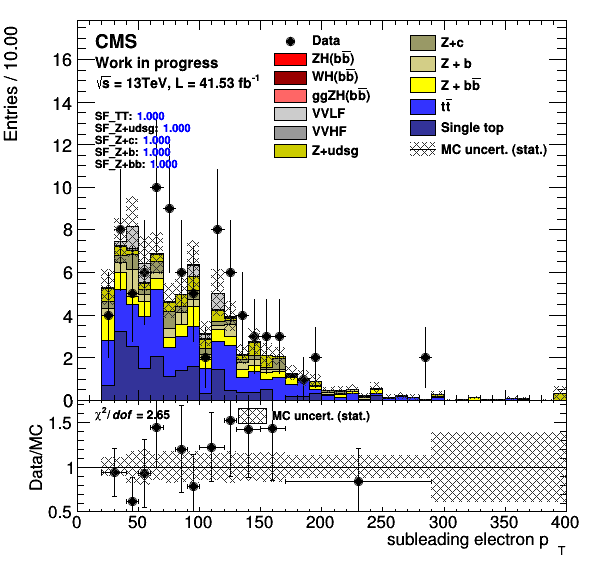 CMS
Work in progress
√s = 13TeV, L = 41.53 fb⁻¹
SF_TT: 1.000
SF_Z+udsg: 1.000
SF_Z+c: 1.000
SF_Z+b: 1.000
SF_Z+bb: 1.000
Data
ZH(bb̅)
WH(bb̅)
ggZH(bb̅)
VVLF
VVHF
Z+udsg
Z+c
Z + b
Z + bb̅
tt̅
Single top
MC uncert. (stat.)
Entries / 10.00
16
14
12
10
8
6
4
2
0
χ²/dof = 2.65
MC uncert. (stat.)
Data/MC
1.5
1
0.5
0 50 100 150 200 250 300 350 400
subleading electron p_T